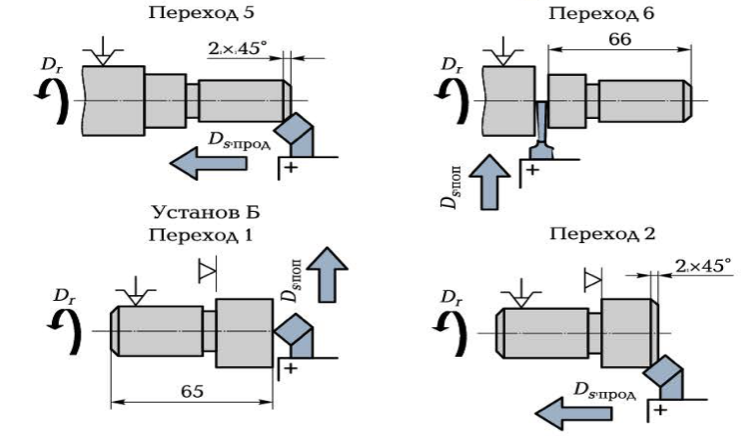 Переход 5
2×45°
Dr
Ds.прод
Переход 6
66
Dr
Ds.поп
Установ Б
Переход 1
Dr
Ds.поп
65
Переход 2
2×45°
Dr
Ds.прод